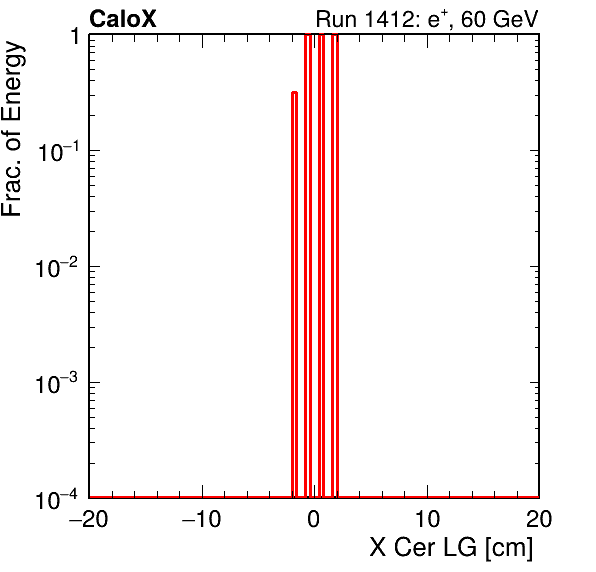 CaloX Run 1412: e⁺, 60 GeV
Frac. of Energy
1
10⁻¹
10⁻²
10⁻³
10⁻⁴
−20 −10 0 10 20
X Cer LG [cm]